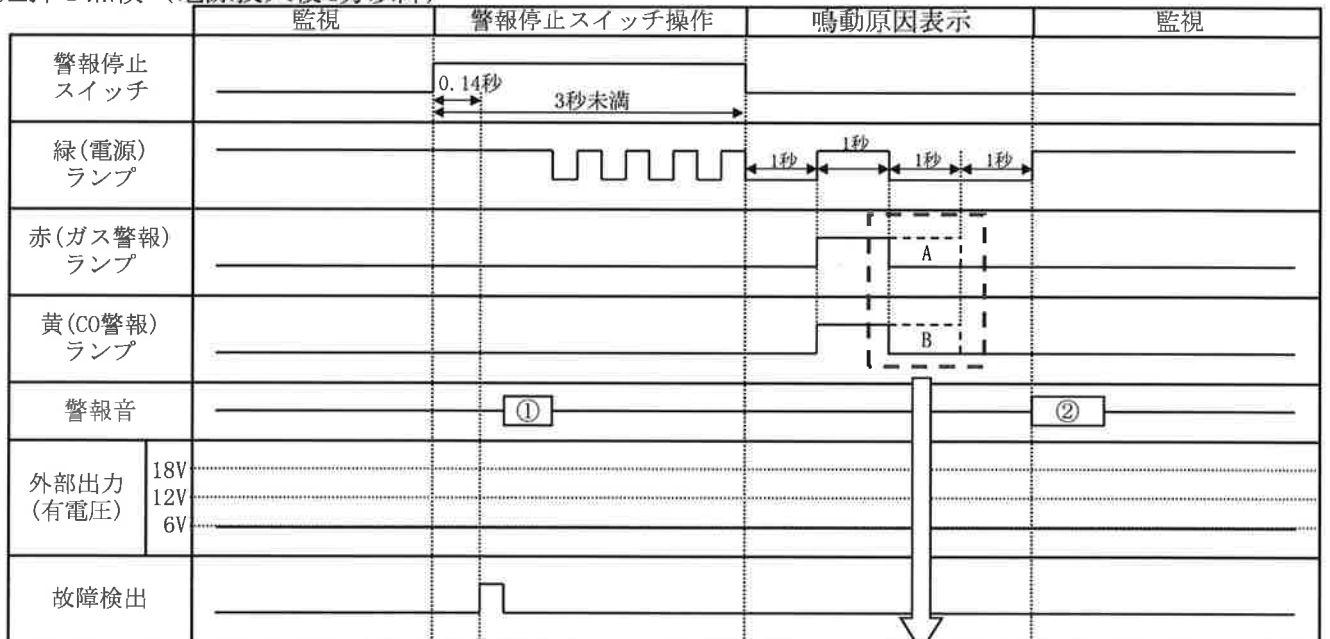 監視 警報停止スイッチ操作 鳴動原因表示 監視
警報停止
スイッチ
0.14秒
3秒未満
緑(電源)
ランプ
1秒 1秒 1秒 1秒
赤(ガス警報)
ランプ
A
黄(CO警報)
ランプ
B
警報音
① ②
外部出力
(有電圧)
18V
12V
6V
故障検出